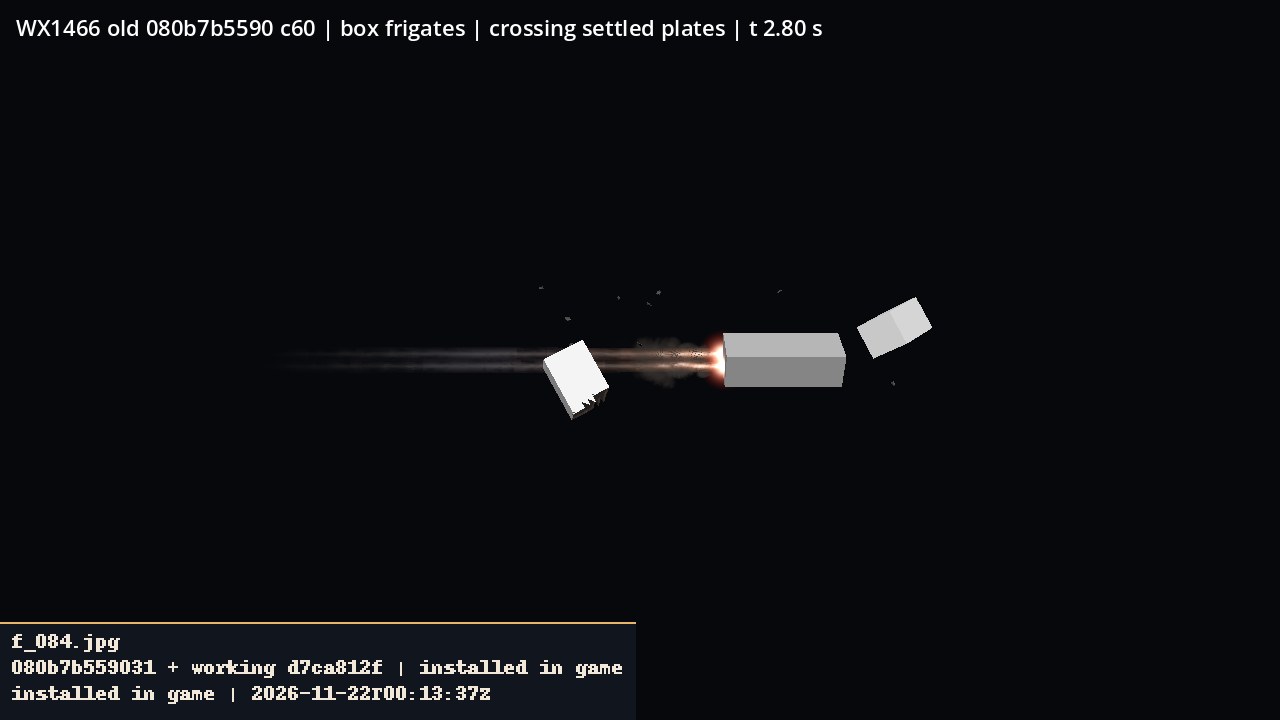 WX1466 old 080b7b5590 c60 | box frigates | crossing settled plates | t 2.80 s
f_084.jpg
080b7b559031 + working d7ca812f | installed in game
installed in game | 2026-11-22T00:13:37Z